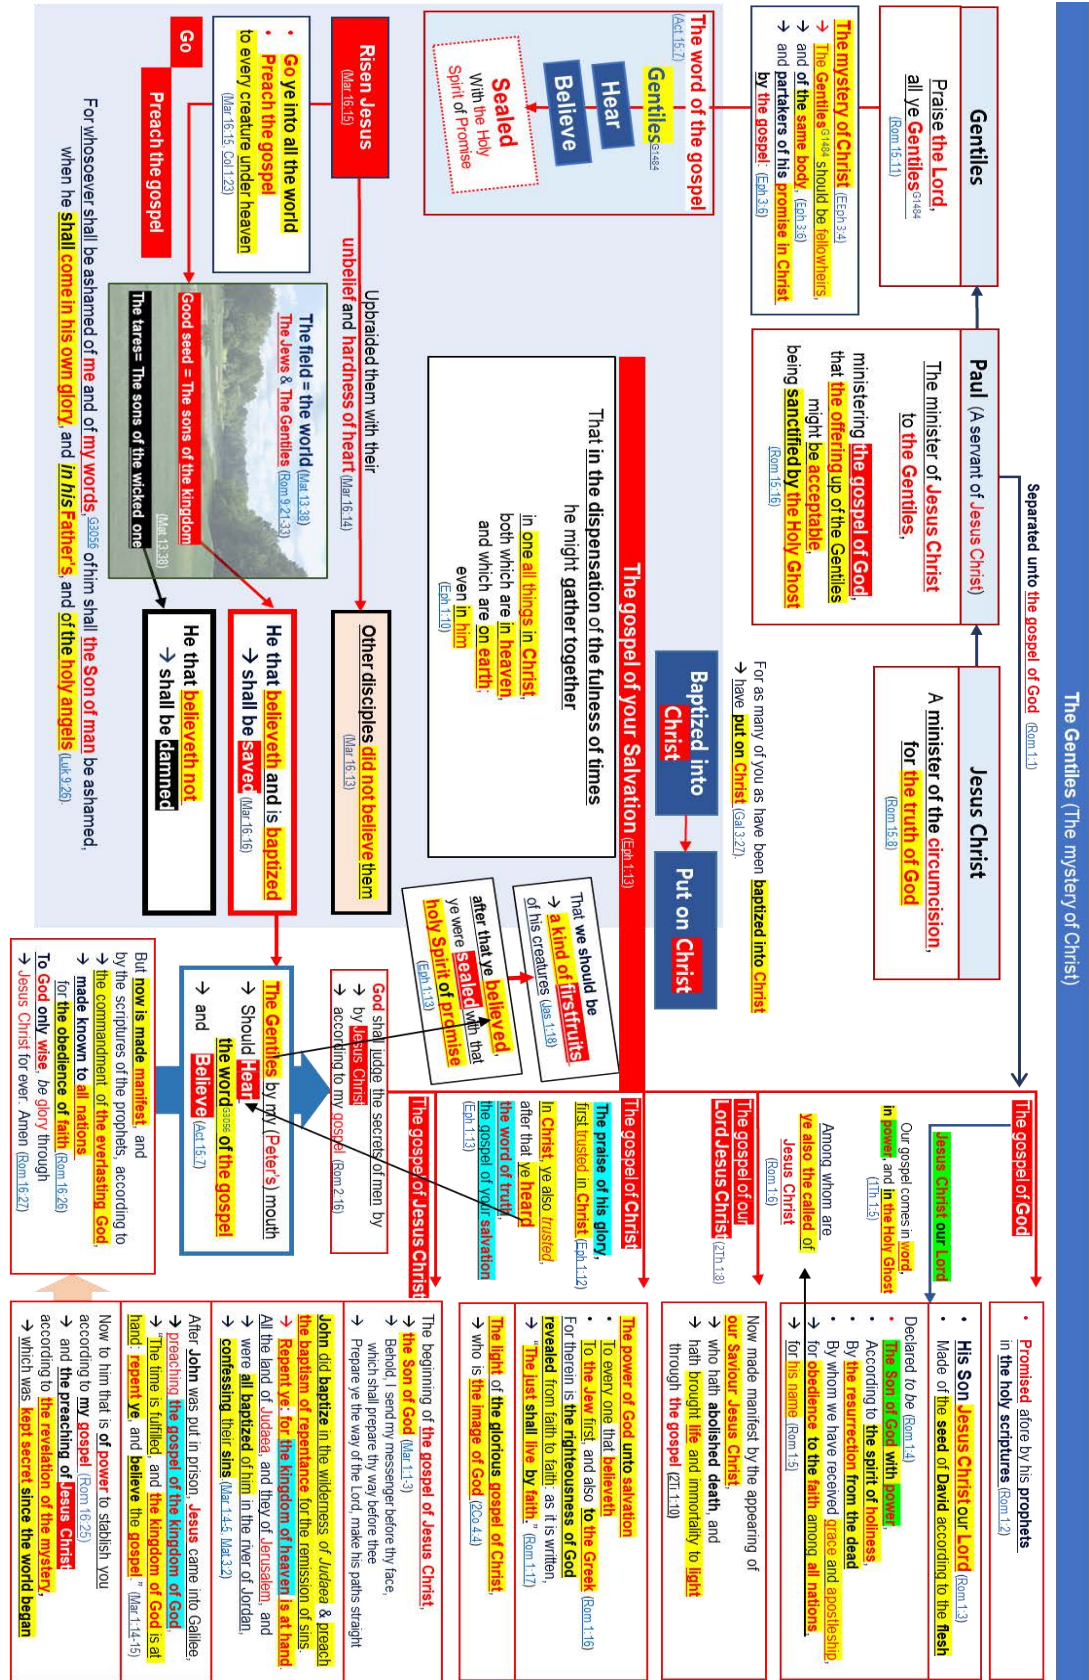 The Gentiles (The mystery of Christ)
Separated unto the gospel of God (Rom 1:1)
Gentiles
Praise the Lord,
all ye Gentiles G1484
(Rom 15:11)
Paul (A servant of Jesus Christ)
The minister of Jesus Christ
to the Gentiles,
ministering the gospel of God,
that the offering up of the Gentiles
might be acceptable,
being sanctified by the Holy Ghost
(Rom 15:16)
Jesus Christ
A minister of the circumcision,
for the truth of God
(Rom 15:8)
The mystery of Christ (EEph 3:4)
→ The Gentiles G1484 should be fellowheirs,
→ and of the same body, (Eph 3:6)
→ and partakers of his promise in Christ
by the gospel: (Eph 3:6)
The word of the gospel
(Act 15:7)
Gentiles G1484
Hear
Believe
Sealed
With the Holy
Spirit of Promise
For as many of you as have been baptized into Christ
→ have put on Christ (Gal 3:27).
Baptized into
Christ
Put on Christ
The gospel of your Salvation (Eph 1:13)
That in the dispensation of the fulness of times
he might gather together
in one all things in Christ,
both which are in heaven,
and which are on earth;
even in him
(Eph 1:10)
That we should be
→ a kind of firstfruits
of his creatures (Jas 1:18)
after that ye believed,
ye were sealed with that
holy Spirit of promise
(Eph 1:13)
Risen Jesus
(Mar 16:15)
Upbraided them with their
unbelief and hardness of heart (Mar 16:14)
Other disciples did not believe them
(Mar 16:13)
• Go ye into all the world
• Preach the gospel
to every creature under heaven
(Mar 16:15, Col 1:23)
Go
Preach the gospel
The field = the world (Mat 13:38)
The Jews & The Gentiles (Rom 9:21-33)
Good seed = The sons of the kingdom
The tares= The sons of the wicked one
(Mat 13:38)
He that believeth and is baptized
→ shall be saved (Mar 16:16)
He that believeth not
→ shall be damned
For whosoever shall be ashamed of me and of my words, G3056 of him shall the Son of man be ashamed,
when he shall come in his own glory, and in his Father's, and of the holy angels (Luk 9:26).
God shall judge the secrets of men by
→ by Jesus Christ
→ according to my gospel (Rom 2:16)
The Gentiles by my (Peter's) mouth
→ Should Hear
the word G3056 of the gospel
→ and Believe (Act 15:7)
But now is made manifest, and
by the scriptures of the prophets, according to
→ the commandment of the everlasting God,
→ made known to all nations
for the obedience of faith (Rom 16:26)
To God only wise, be glory through
→ Jesus Christ for ever. Amen (Rom 16:27)
The gospel of God
Jesus Christ our Lord
Our gospel comes in word,
in power, and in the Holy Ghost
(1Th 1:5)
Among whom are
ye also the called of
Jesus Christ
(Rom 1:6)
The gospel of our
Lord Jesus Christ (2Th 1:8)
The gospel of Christ
The praise of his glory,
first trusted in Christ (Eph 1:12)
In Christ, ye also trusted,
after that ye heard
the word of truth,
the gospel of your salvation
(Eph 1:13)
The gospel of Jesus Christ
• Promised afore by his prophets
in the holy scriptures (Rom 1:2)
• His Son Jesus Christ our Lord (Rom 1:3)
• Made of the seed of David according to the flesh
Declared to be (Rom 1:4)
• The Son of God with power,
• According to the spirit of holiness,
• By the resurrection from the dead
• By whom we have received grace and apostleship,
→ for obedience to the faith among all nations,
→ for his name (Rom 1:5)
Now made manifest by the appearing of
our Saviour Jesus Christ,
→ who hath abolished death, and
→ hath brought life and immortality to light
through the gospel (2Ti 1:10)
The power of God unto salvation
• To every one that believeth
• To the Jew first, and also to the Greek (Rom 1:16)
For therein is the righteousness of God
revealed from faith to faith: as it is written,
→ "The just shall live by faith." (Rom 1:17)
The light of the glorious gospel of Christ,
→ who is the image of God (2Co 4:4)
The beginning of the gospel of Jesus Christ,
→ the Son of God (Mar 1:1-3)
→ Behold, I send my messenger before thy face,
which shall prepare thy way before thee
→ Prepare ye the way of the Lord, make his paths straight
John did baptize in the wilderness of Judaea & preach
the baptism of repentance for the remission of sins.
→ Repent ye: for the kingdom of heaven is at hand.
All the land of Judaea, and they of Jerusalem, and
→ were all baptized of him in the river of Jordan,
→ confessing their sins (Mar 1:4-5 Mat 3:2)
After John was put in prison, Jesus came into Galilee,
→ preaching the gospel of the kingdom of God,
→ "The time is fulfilled, and the kingdom of God is at
hand: repent ye, and believe the gospel." (Mar 1:14-15)
Now to him that is of power to stablish you
according to my gospel (Rom 16:25)
→ and the preaching of Jesus Christ
according to the revelation of the mystery,
→ which was kept secret since the world began